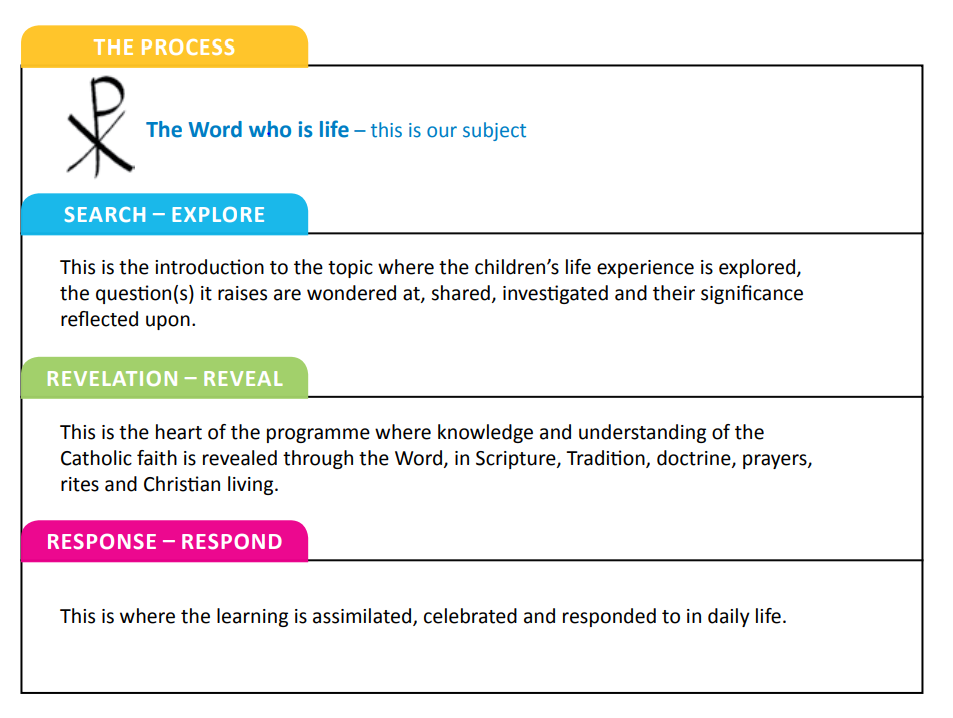 THE PROCESS
The Word who is life – this is our subject
SEARCH – EXPLORE
This is the introduction to the topic where the children’s life experience is explored,
the question(s) it raises are wondered at, shared, investigated and their significance
reflected upon.
REVELATION – REVEAL
This is the heart of the programme where knowledge and understanding of the
Catholic faith is revealed through the Word, in Scripture, Tradition, doctrine, prayers,
rites and Christian living.
RESPONSE – RESPOND
This is where the learning is assimilated, celebrated and responded to in daily life.